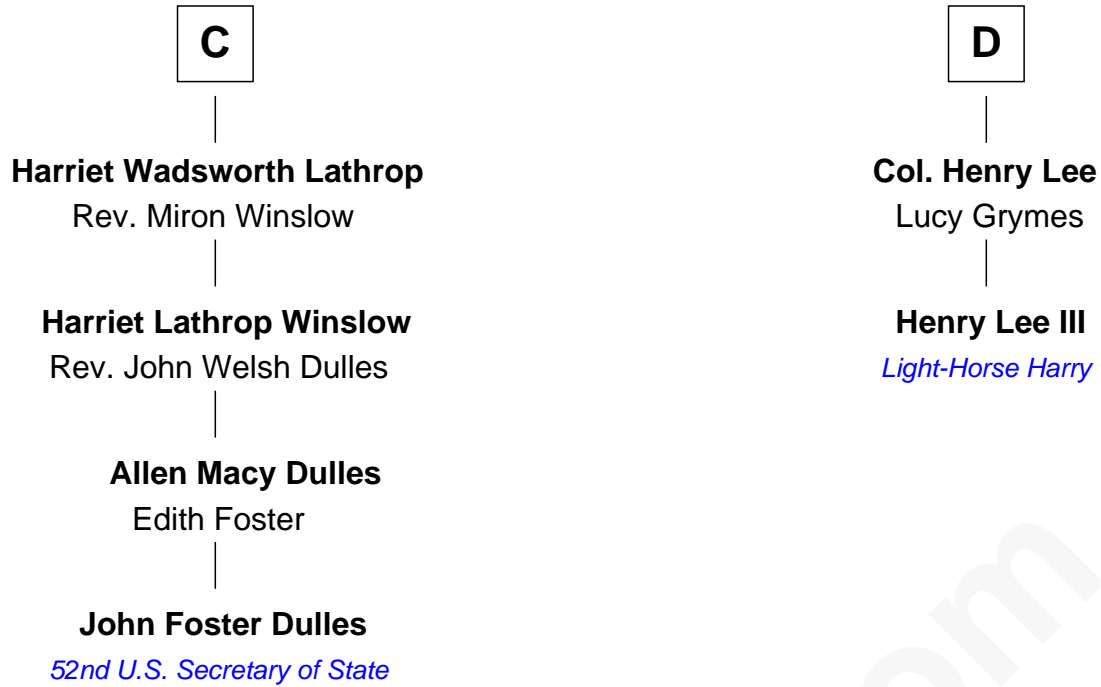 C
Harriet Wadsworth Lathrop
Rev. Miron Winslow
Harriet Lathrop Winslow
Rev. John Welsh Dulles
Allen Macy Dulles
Edith Foster
John Foster Dulles
52nd U.S. Secretary of State
D
Col. Henry Lee
Lucy Grymes
Henry Lee III
Light-Horse Harry
om